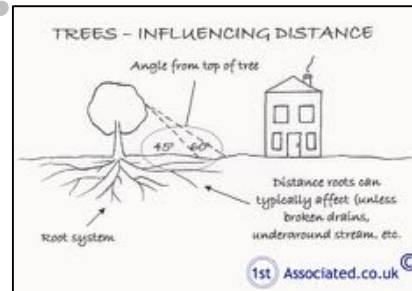 TREES - INFLUENCING DISTANCE
Angle from top of tree
45° 60°
Distance roots can
typically affect (unless
broken drains,
underground stream, etc.
Root system
1st Associated.co.uk ©